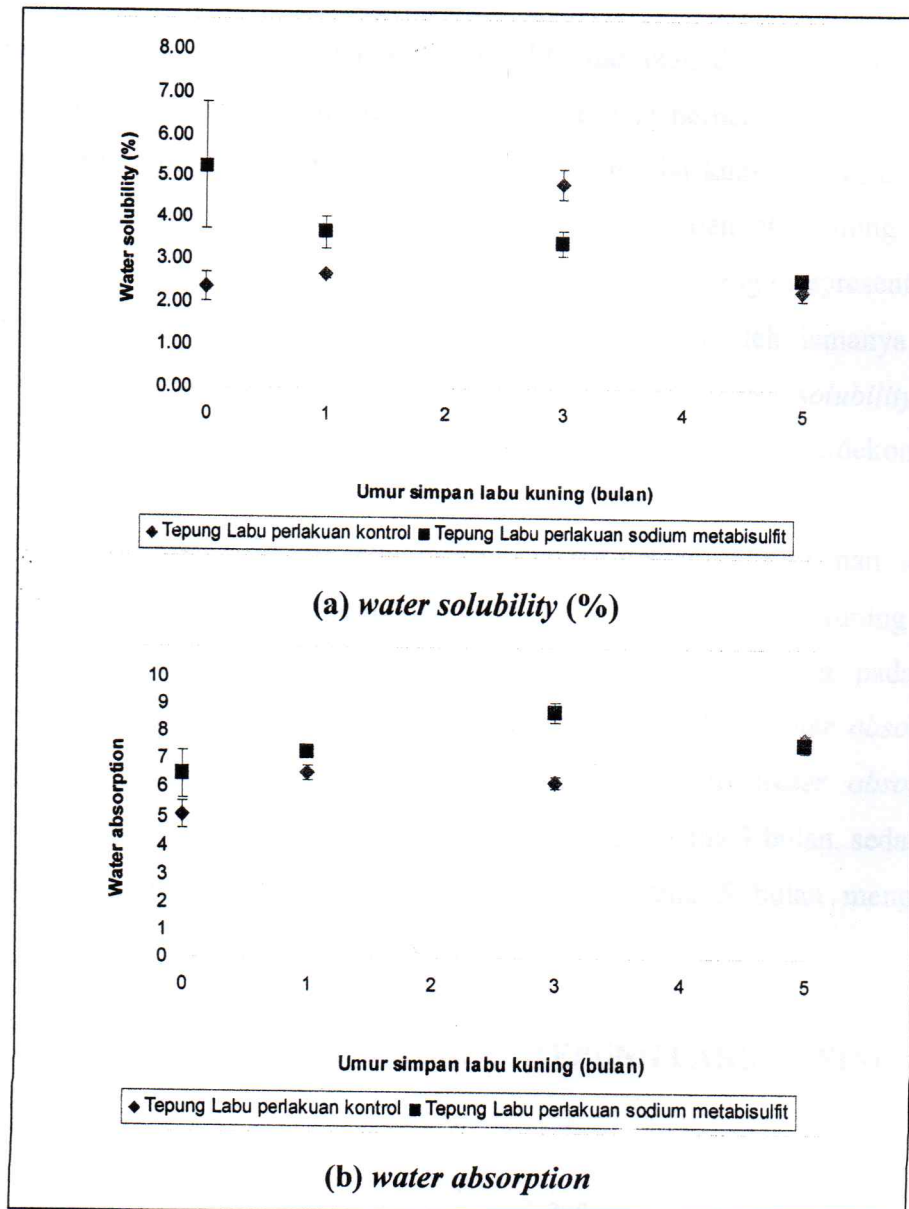 8.00
7.00
6.00
5.00
4.00
3.00
2.00
1.00
0.00
Water solubility (%)
0 1 2 3 4 5
Umur simpan labu kuning (bulan)
Tepung Labu perlakuan kontrol Tepung Labu perlakuan sodium metabisulfit
(a) water solubility (%)
10
9
8
7
6
5
4
3
2
1
0
Water absorption
0 1 2 3 4 5
Umur simpan labu kuning (bulan)
Tepung Labu perlakuan kontrol Tepung Labu perlakuan sodium metabisulfit
(b) water absorption